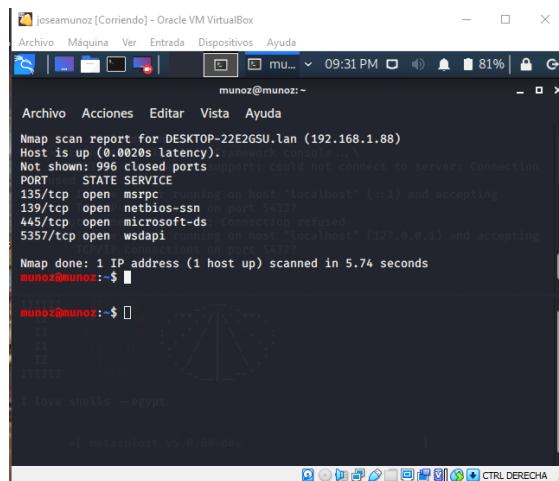 joseamunoz [Corriendo] - Oracle VM VirtualBox
Archivo Máquina Ver Entrada Dispositivos Ayuda
mu... 09:31 PM 81%
munoz@munoz: ~
Archivo Acciones Editar Vista Ayuda
Nmap scan report for DESKTOP-22E2GSU.lan (192.168.1.88)
Host is up (0.0020s latency).
Not shown: 996 closed ports
PORT STATE SERVICE
135/tcp open msrpc
139/tcp open netbios-ssn
445/tcp open microsoft-ds
5357/tcp open wsdapi
Nmap done: 1 IP address (1 host up) scanned in 5.74 seconds
munoz@munoz:~$
munoz@munoz:~$
I love shells --egypt
CTRL DERECHA